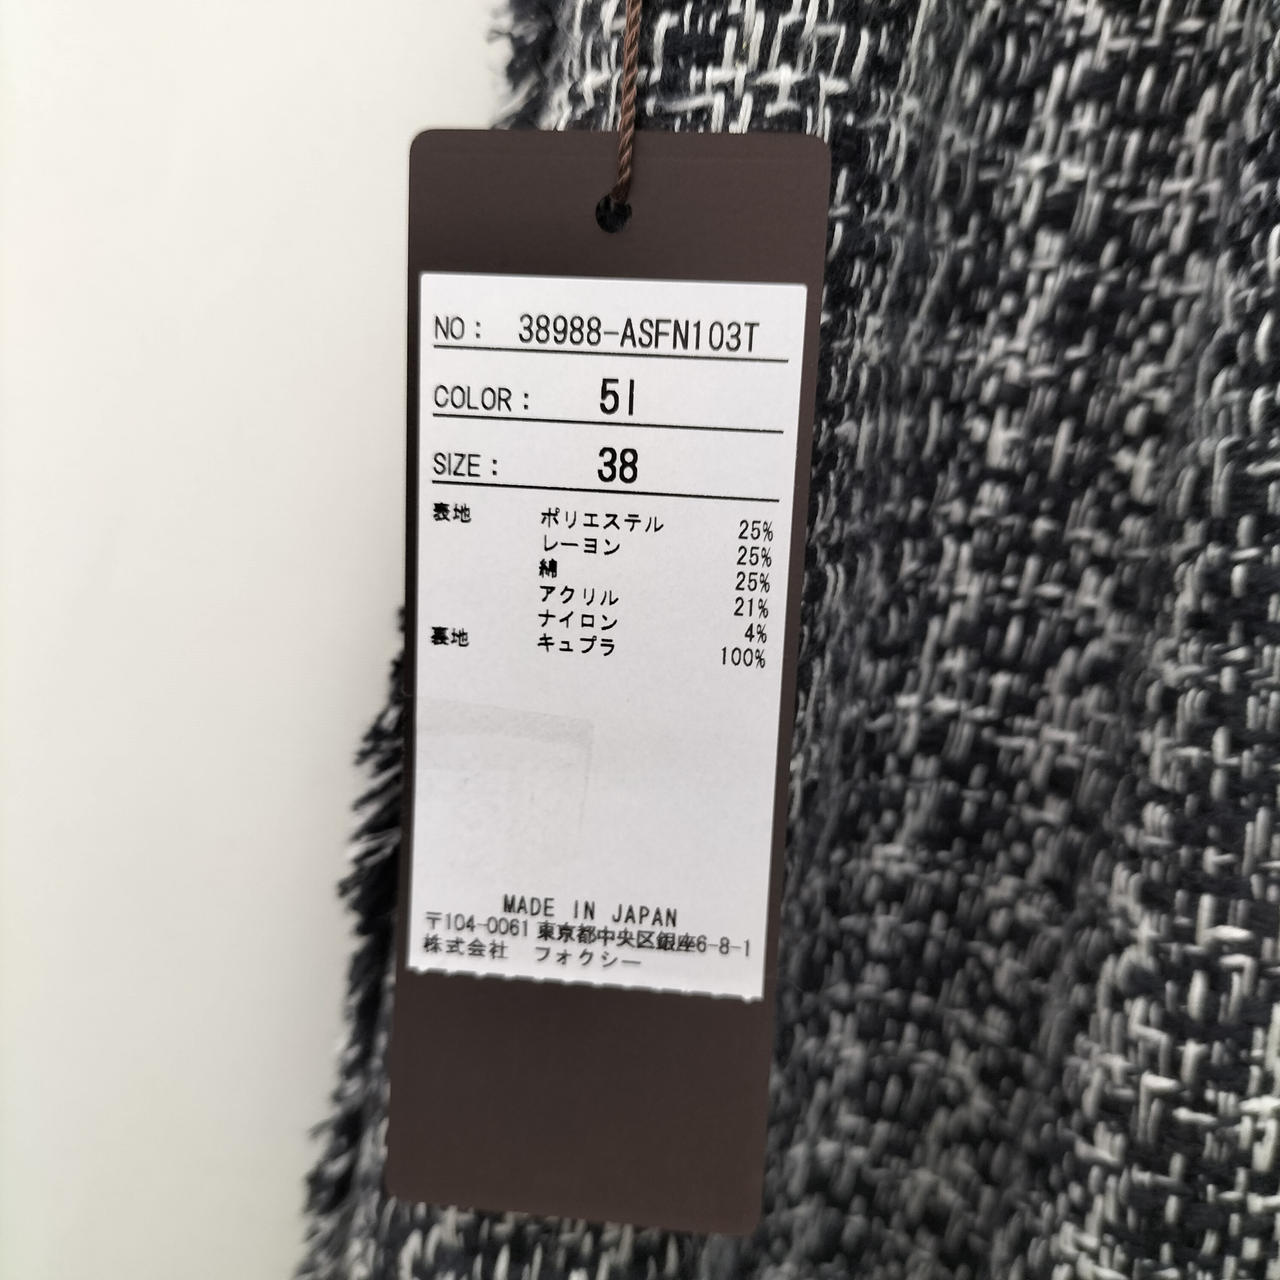 NO: 38988-ASFN103T
COLOR: 51
SIZE: 38
表地 ポリエステル 25%
レーヨン 25%
綿 25%
アクリル 21%
ナイロン 4%
裏地 キュプラ 100%
MADE IN JAPAN
〒104-0061 東京都中央区銀座6-8-1
株式会社 フォクシー